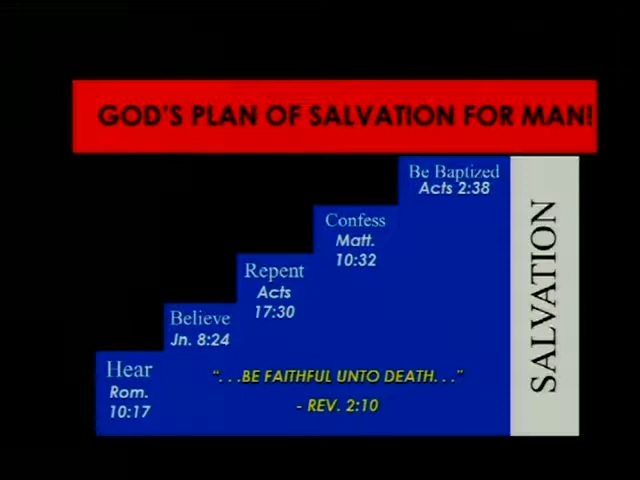 GOD'S PLAN OF SALVATION FOR MAN!
Be Baptized
Acts 2:38
Confess
Matt.
10:32
Repent
Acts
17:30
Believe
Jn. 8:24
Hear
Rom.
10:17
". . .BE FAITHFUL UNTO DEATH. . ."
- REV. 2:10
SALVATION